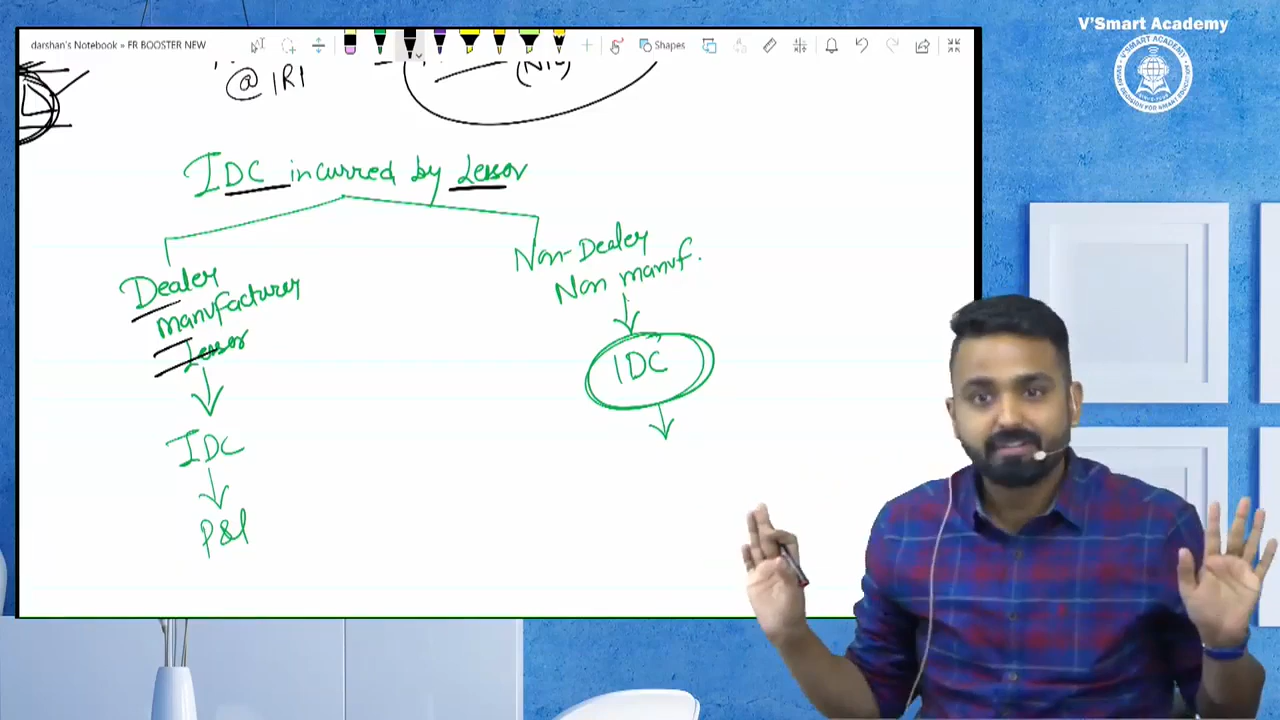 V'Smart Academy
darshan's Notebook » FR BOOSTER NEW
Shapes
@ IRI
IDC incurred by Lessor
Dealer
manufacturer
Lessor
IDC
P&L
Non-Dealer
Non manuf.
IDC